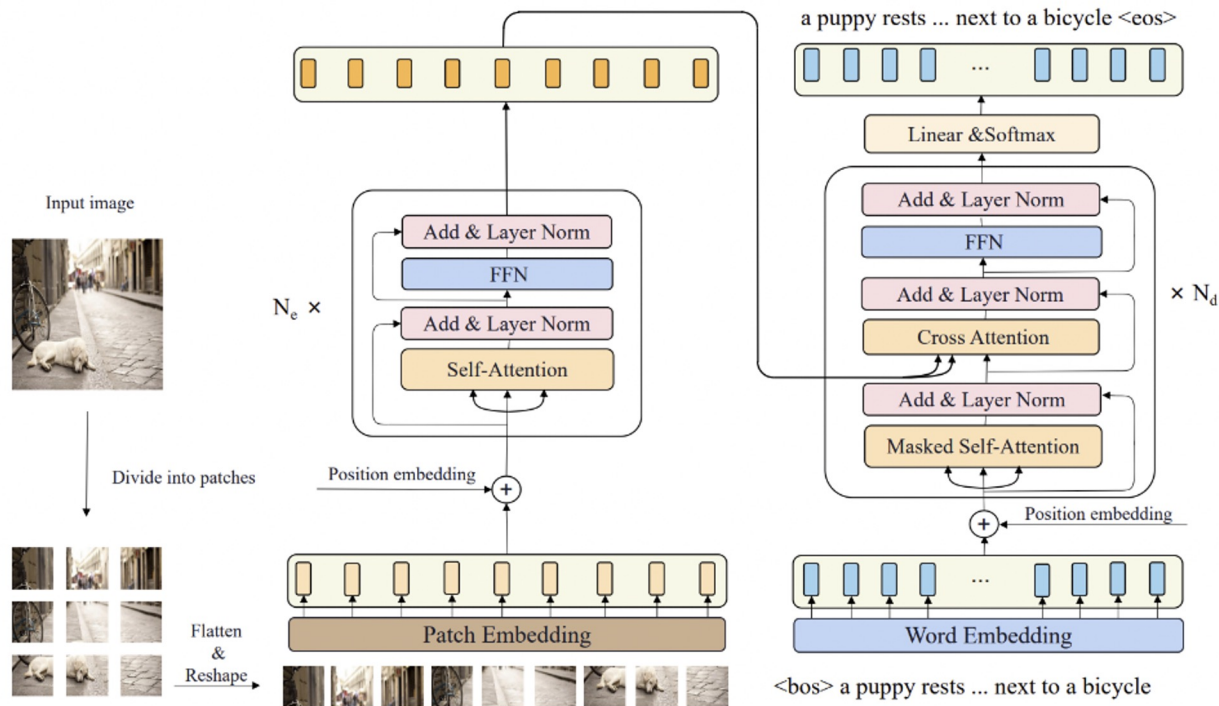 Input image
Divide into patches
Flatten
&
Reshape
Patch Embedding
Position embedding
+
N_e ×
Self-Attention
Add & Layer Norm
FFN
Add & Layer Norm
<bos> a puppy rests ... next to a bicycle
Word Embedding
...
Position embedding
+
× N_d
Masked Self-Attention
Add & Layer Norm
Cross Attention
Add & Layer Norm
FFN
Add & Layer Norm
Linear &Softmax
...
a puppy rests ... next to a bicycle <eos>